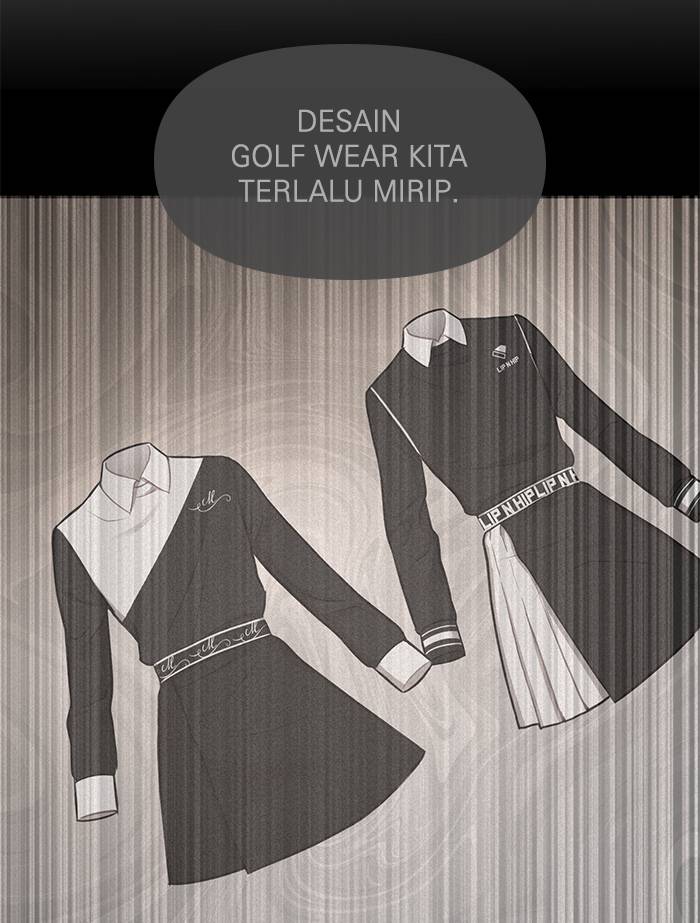 DESAIN
GOLF WEAR KITA
TERLALU MIRIP.
LIP N HIP
LIP N HIPLIP N H
M
M M M